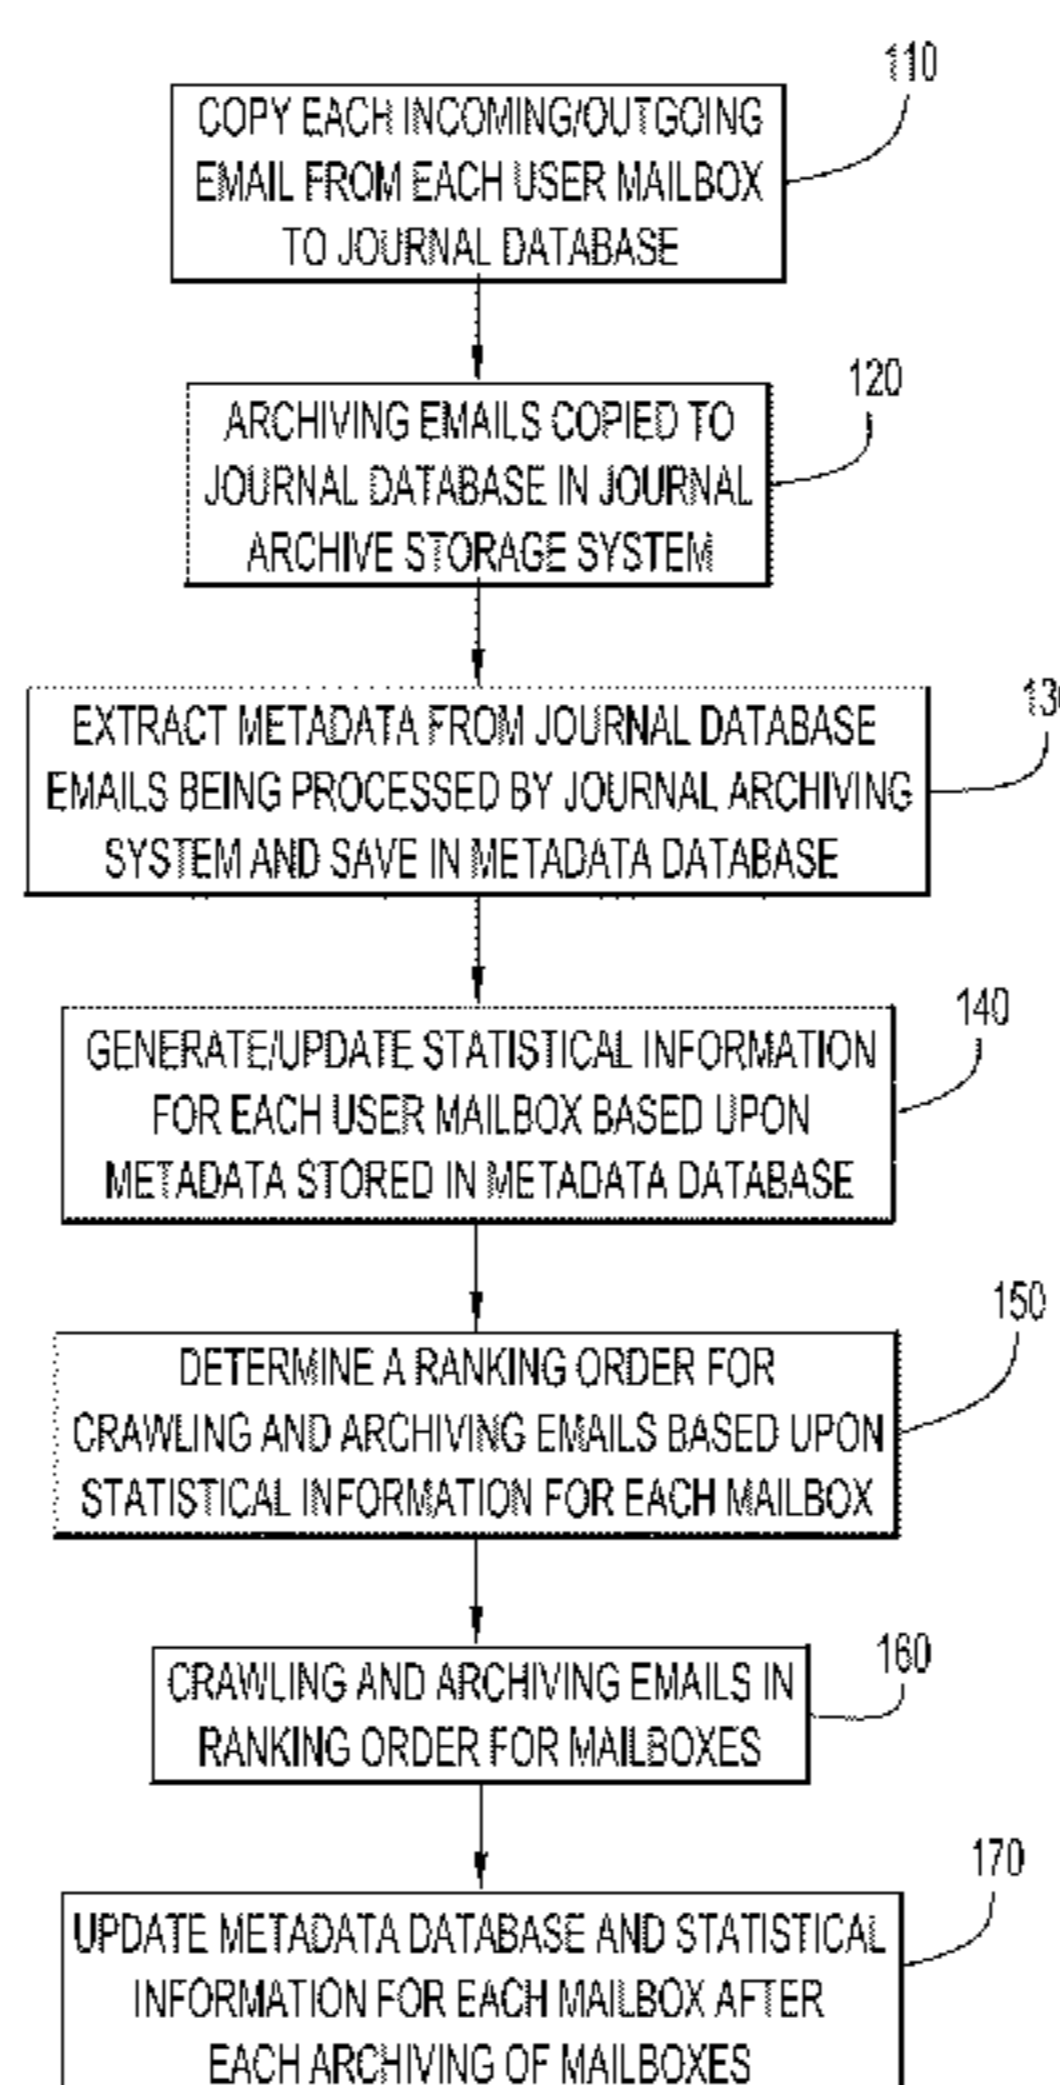 110
COPY EACH INCOMING/OUTGOING
EMAIL FROM EACH USER MAILBOX
TO JOURNAL DATABASE
120
ARCHIVING EMAILS COPIED TO
JOURNAL DATABASE IN JOURNAL
ARCHIVE STORAGE SYSTEM
13
EXTRACT METADATA FROM JOURNAL DATABASE
EMAILS BEING PROCESSED BY JOURNAL ARCHIVING
SYSTEM AND SAVE IN METADATA DATABASE
140
GENERATE/UPDATE STATISTICAL INFORMATION
FOR EACH USER MAILBOX BASED UPON
METADATA STORED IN METADATA DATABASE
150
DETERMINE A RANKING ORDER FOR
CRAWLING AND ARCHIVING EMAILS BASED UPON
STATISTICAL INFORMATION FOR EACH MAILBOX
160
CRAWLING AND ARCHIVING EMAILS IN
RANKING ORDER FOR MAILBOXES
170
UPDATE METADATA DATABASE AND STATISTICAL
INFORMATION FOR EACH MAILBOX AFTER
EACH ARCHIVING OF MAILBOXES